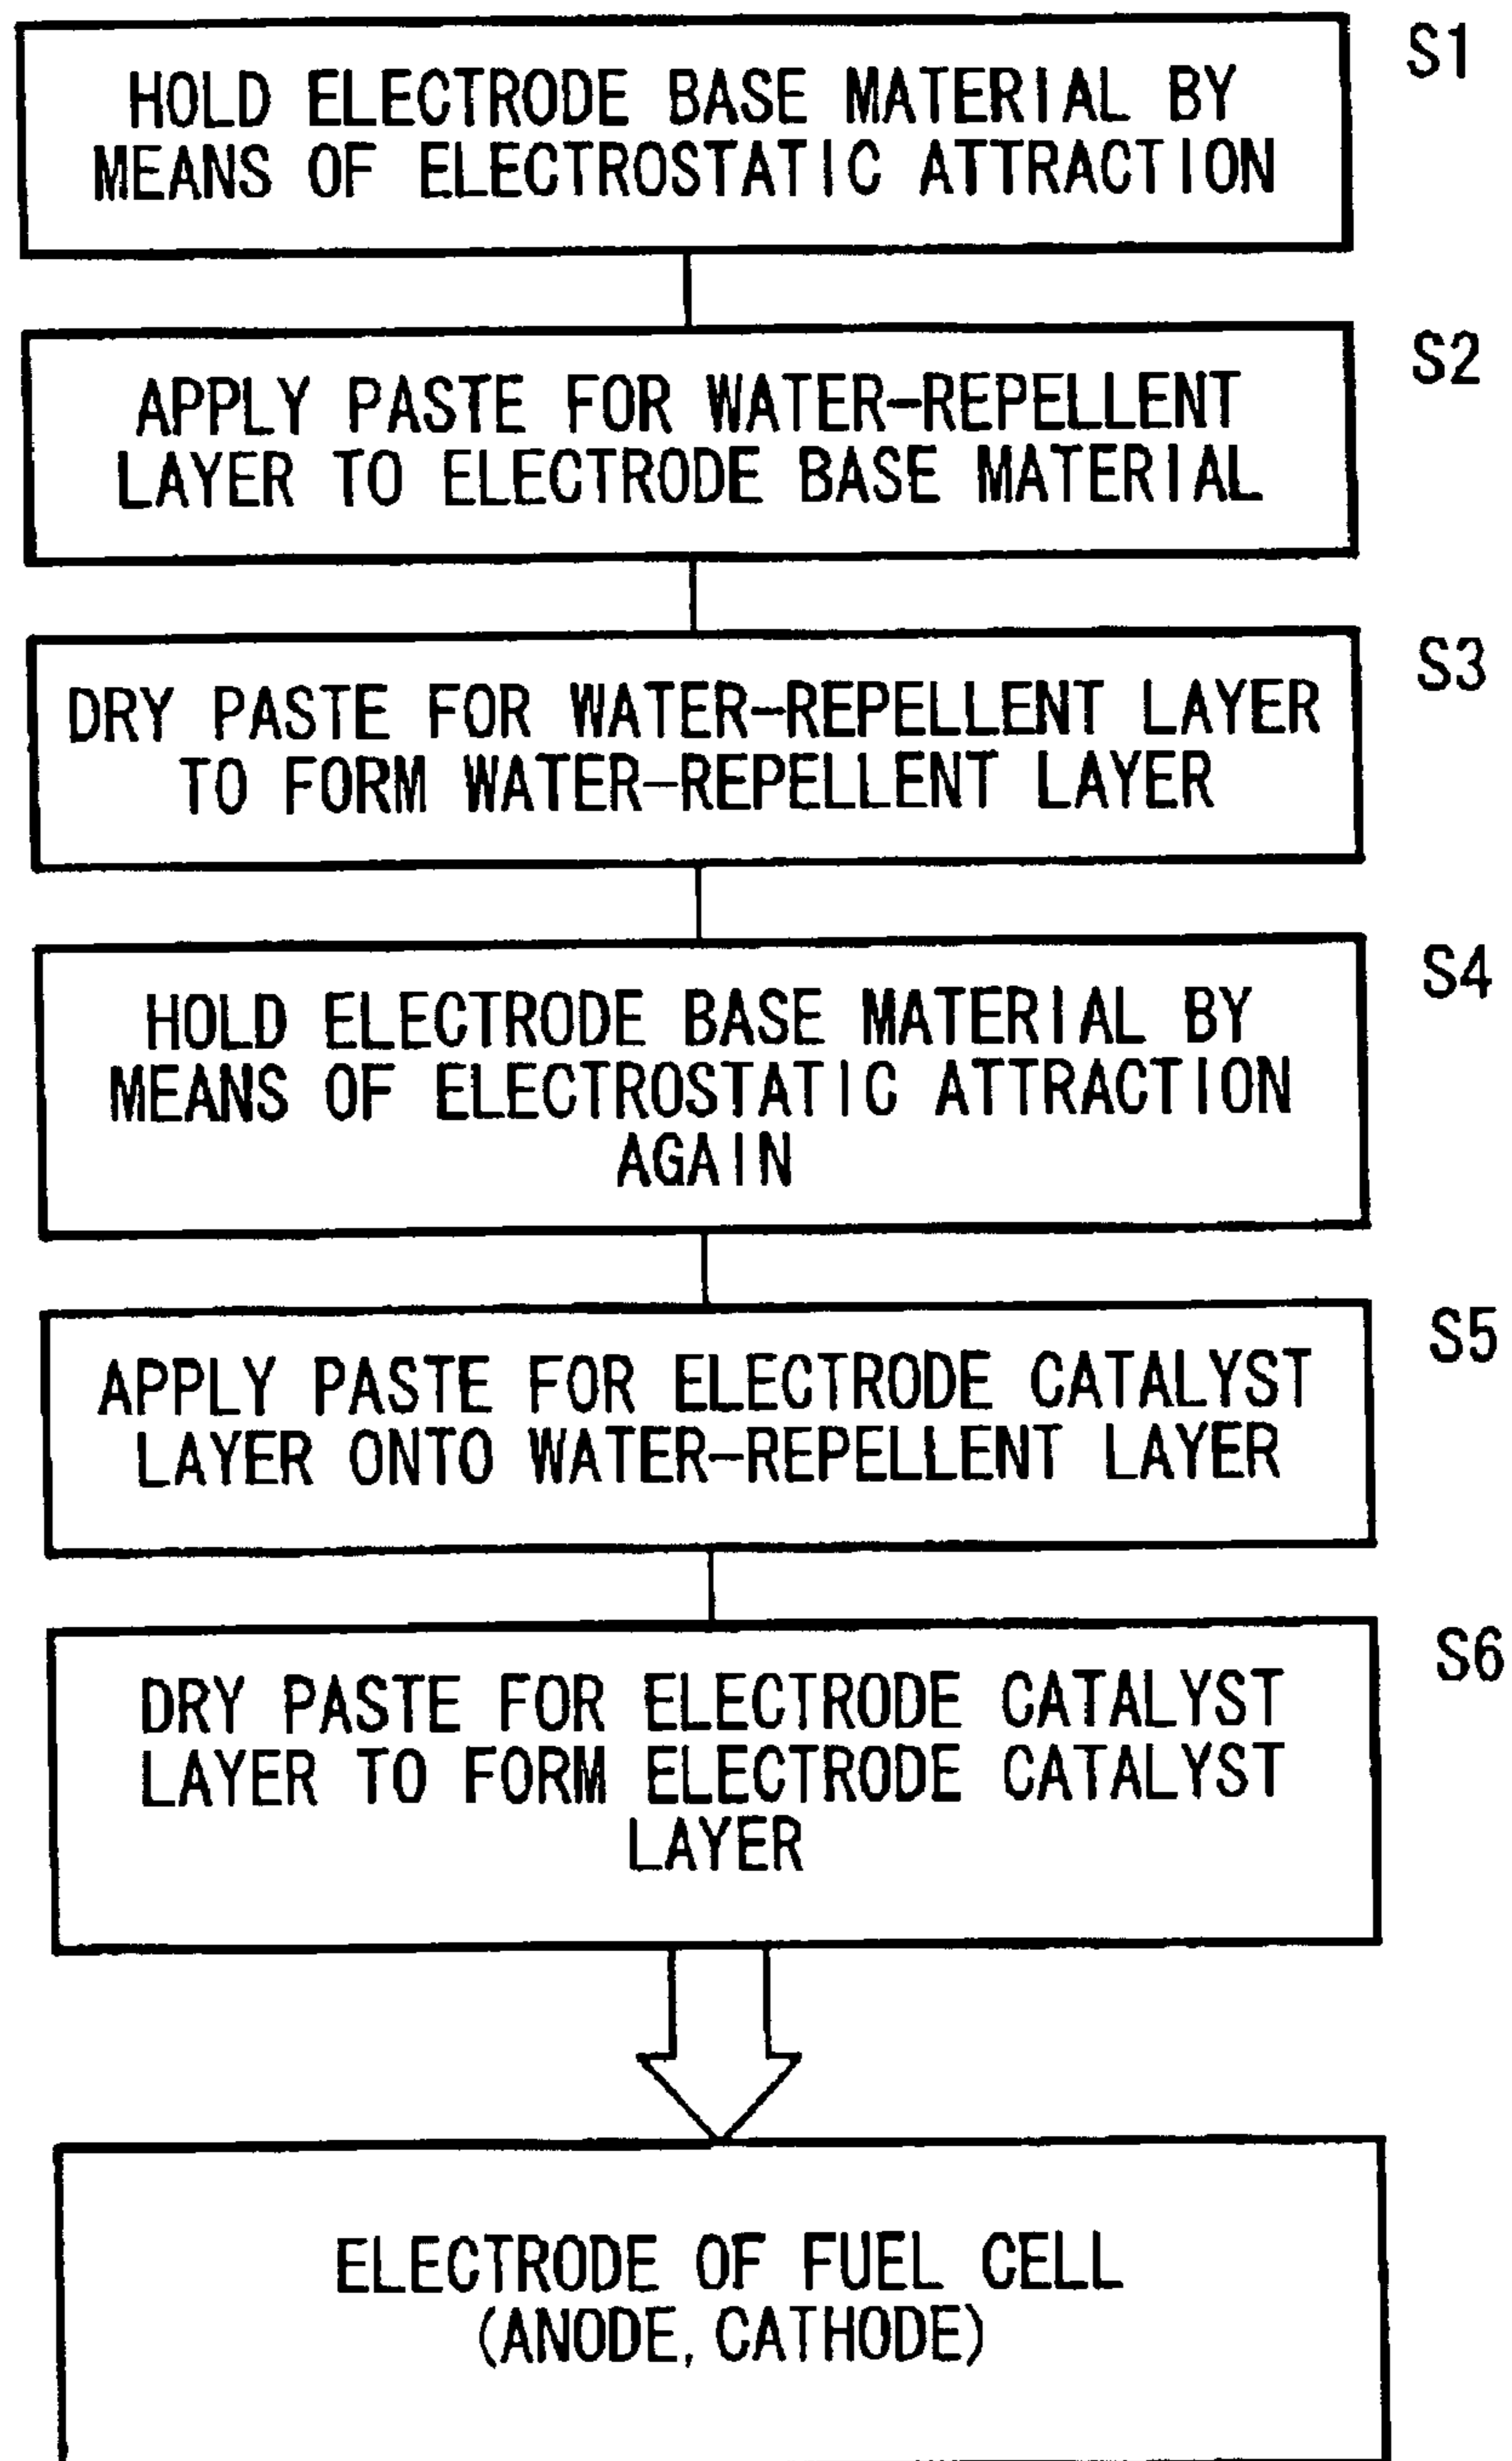 S1
HOLD ELECTRODE BASE MATERIAL BY
MEANS OF ELECTROSTATIC ATTRACTION
S2
APPLY PASTE FOR WATER-REPELLENT
LAYER TO ELECTRODE BASE MATERIAL
S3
DRY PASTE FOR WATER-REPELLENT LAYER
TO FORM WATER-REPELLENT LAYER
S4
HOLD ELECTRODE BASE MATERIAL BY
MEANS OF ELECTROSTATIC ATTRACTION
AGAIN
S5
APPLY PASTE FOR ELECTRODE CATALYST
LAYER ONTO WATER-REPELLENT LAYER
S6
DRY PASTE FOR ELECTRODE CATALYST
LAYER TO FORM ELECTRODE CATALYST
LAYER
ELECTRODE OF FUEL CELL
(ANODE, CATHODE)